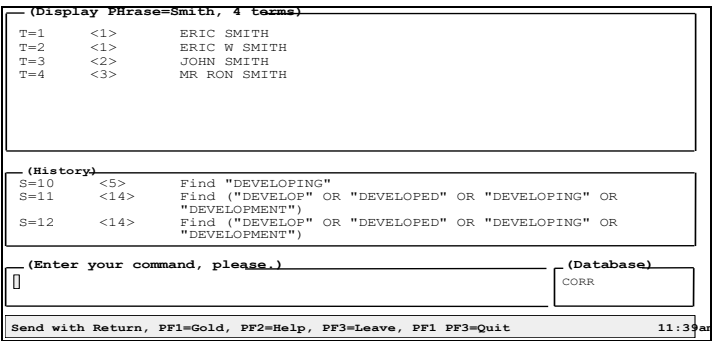 (Display PHrase=Smith, 4 terms)
T=1 <1> ERIC SMITH
T=2 <1> ERIC W SMITH
T=3 <2> JOHN SMITH
T=4 <3> MR RON SMITH
(History)
S=10 <5> Find "DEVELOPING"
S=11 <14> Find ("DEVELOP" OR "DEVELOPED" OR "DEVELOPING" OR
"DEVELOPMENT")
S=12 <14> Find ("DEVELOP" OR "DEVELOPED" OR "DEVELOPING" OR
"DEVELOPMENT")
(Enter your command, please.) (Database)
CORR
Send with Return, PF1=Gold, PF2=Help, PF3=Leave, PF1 PF3=Quit 11:39am